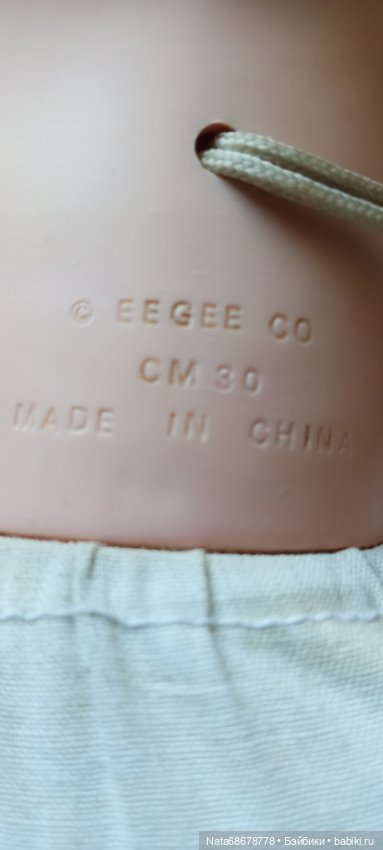 © EEGEE CO
CM 30
MADE IN CHINA
Nata68678778 • Бэйбики • babiki.ru